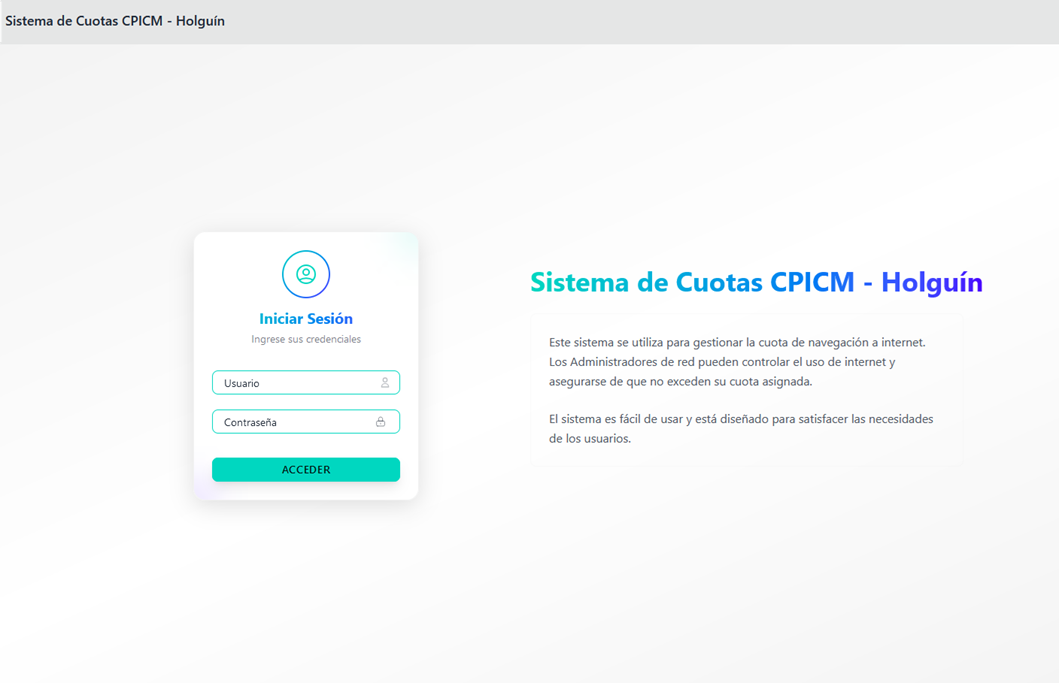 Sistema de Cuotas CPICM - Holguín
Iniciar Sesión
Ingrese sus credenciales
Usuario
Contraseña
ACCEDER
Sistema de Cuotas CPICM - Holguín
Este sistema se utiliza para gestionar la cuota de navegación a internet.
Los Administradores de red pueden controlar el uso de internet y
asegurarse de que no exceden su cuota asignada.
El sistema es fácil de usar y está diseñado para satisfacer las necesidades
de los usuarios.